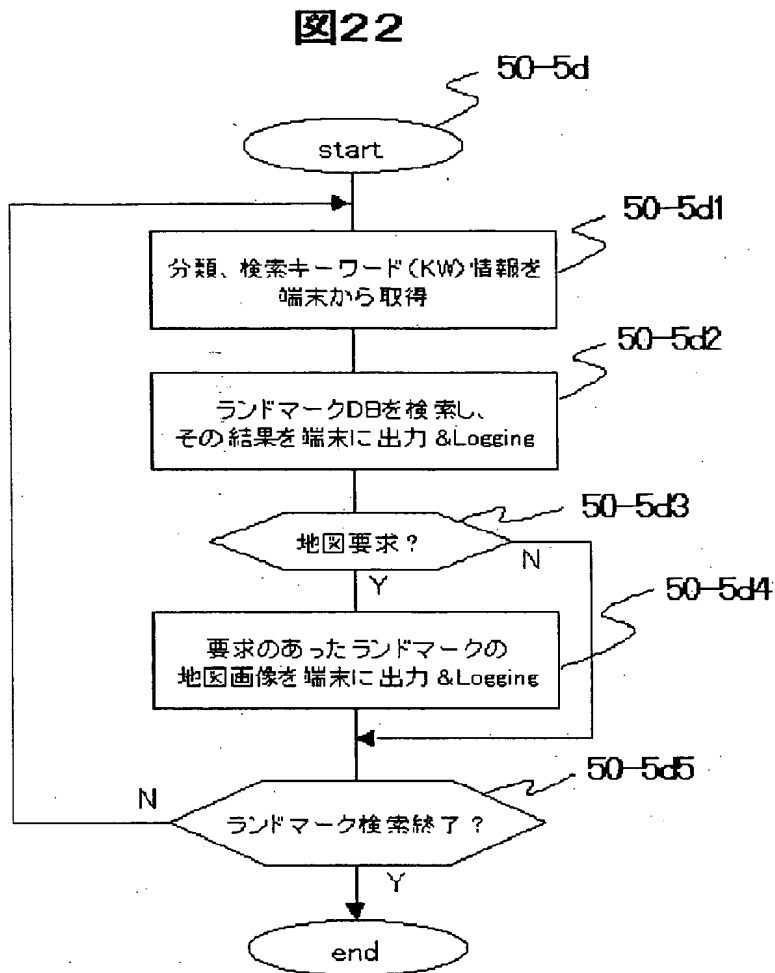 図22
50-5d
start
50-5d1
分類、検索キーワード(KW)情報を
端末から取得
50-5d2
ランドマークDBを検索し、
その結果を端末に出力 &Logging
50-5d3
地図要求?
N
Y
50-5d4
要求のあったランドマークの
地図画像を端末に出力 &Logging
50-5d5
N
ランドマーク検索終了?
Y
end